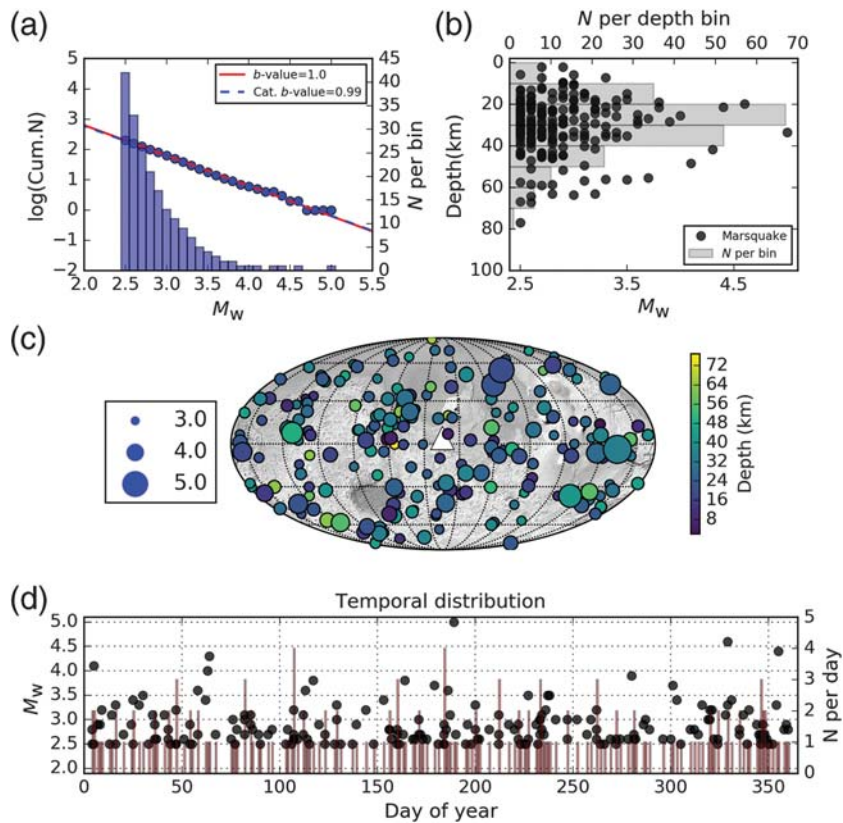 (a)
b-value=1.0
Cat. b-value=0.99
log(Cum.N)
3
2
1
0
−1
−2
2.0 2.5 3.0 3.5 4.0 4.5 5.0 5.5
Mw
45
40
35
30
25
20
15
10
5
0
N per bin
(b)
N per depth bin
0 10 20 30 40 50 60 70
Depth(km)
0
20
40
60
80
100
Marsquake
N per bin
2.5 3.5 4.5
Mw
(c)
3.0
4.0
5.0
72
64
56
48
40
32
24
16
8
Depth (km)
(d)
Temporal distribution
Mw
5.0
4.5
4.0
3.5
3.0
2.5
2.0
5
4
3
2
1
0
N per day
0 50 100 150 200 250 300 350
Day of year